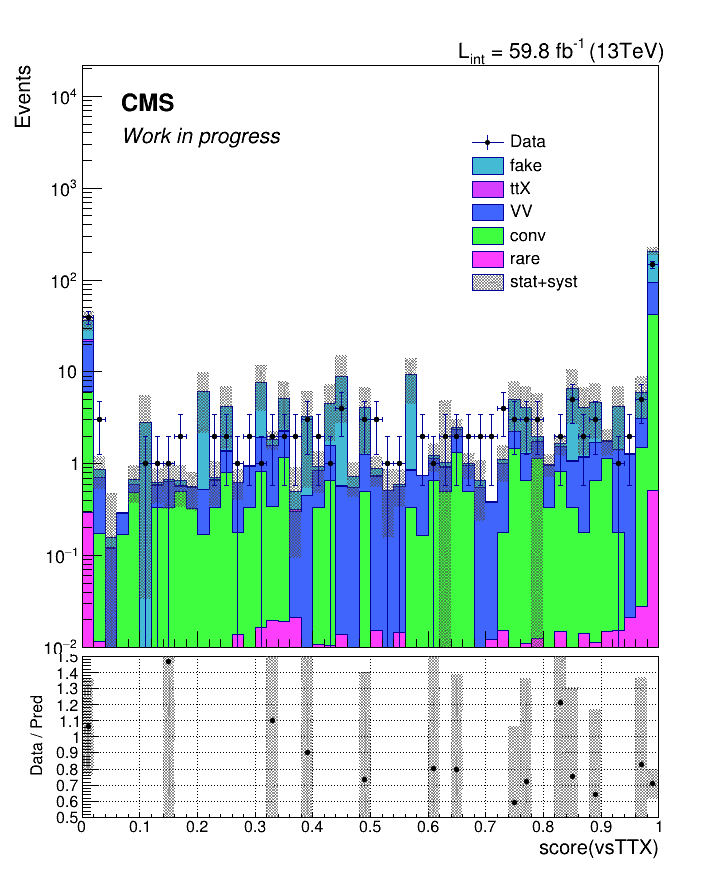 L_int = 59.8 fb^-1 (13TeV)
Events
CMS
Work in progress
Data
fake
ttX
VV
conv
rare
stat+syst
10^4
10^3
10^2
10
1
10^-1
10^-2
Data / Pred
1.5
1.4
1.3
1.2
1.1
1
0.9
0.8
0.7
0.6
0.5
0 0.1 0.2 0.3 0.4 0.5 0.6 0.7 0.8 0.9 1
score(vsTTX)